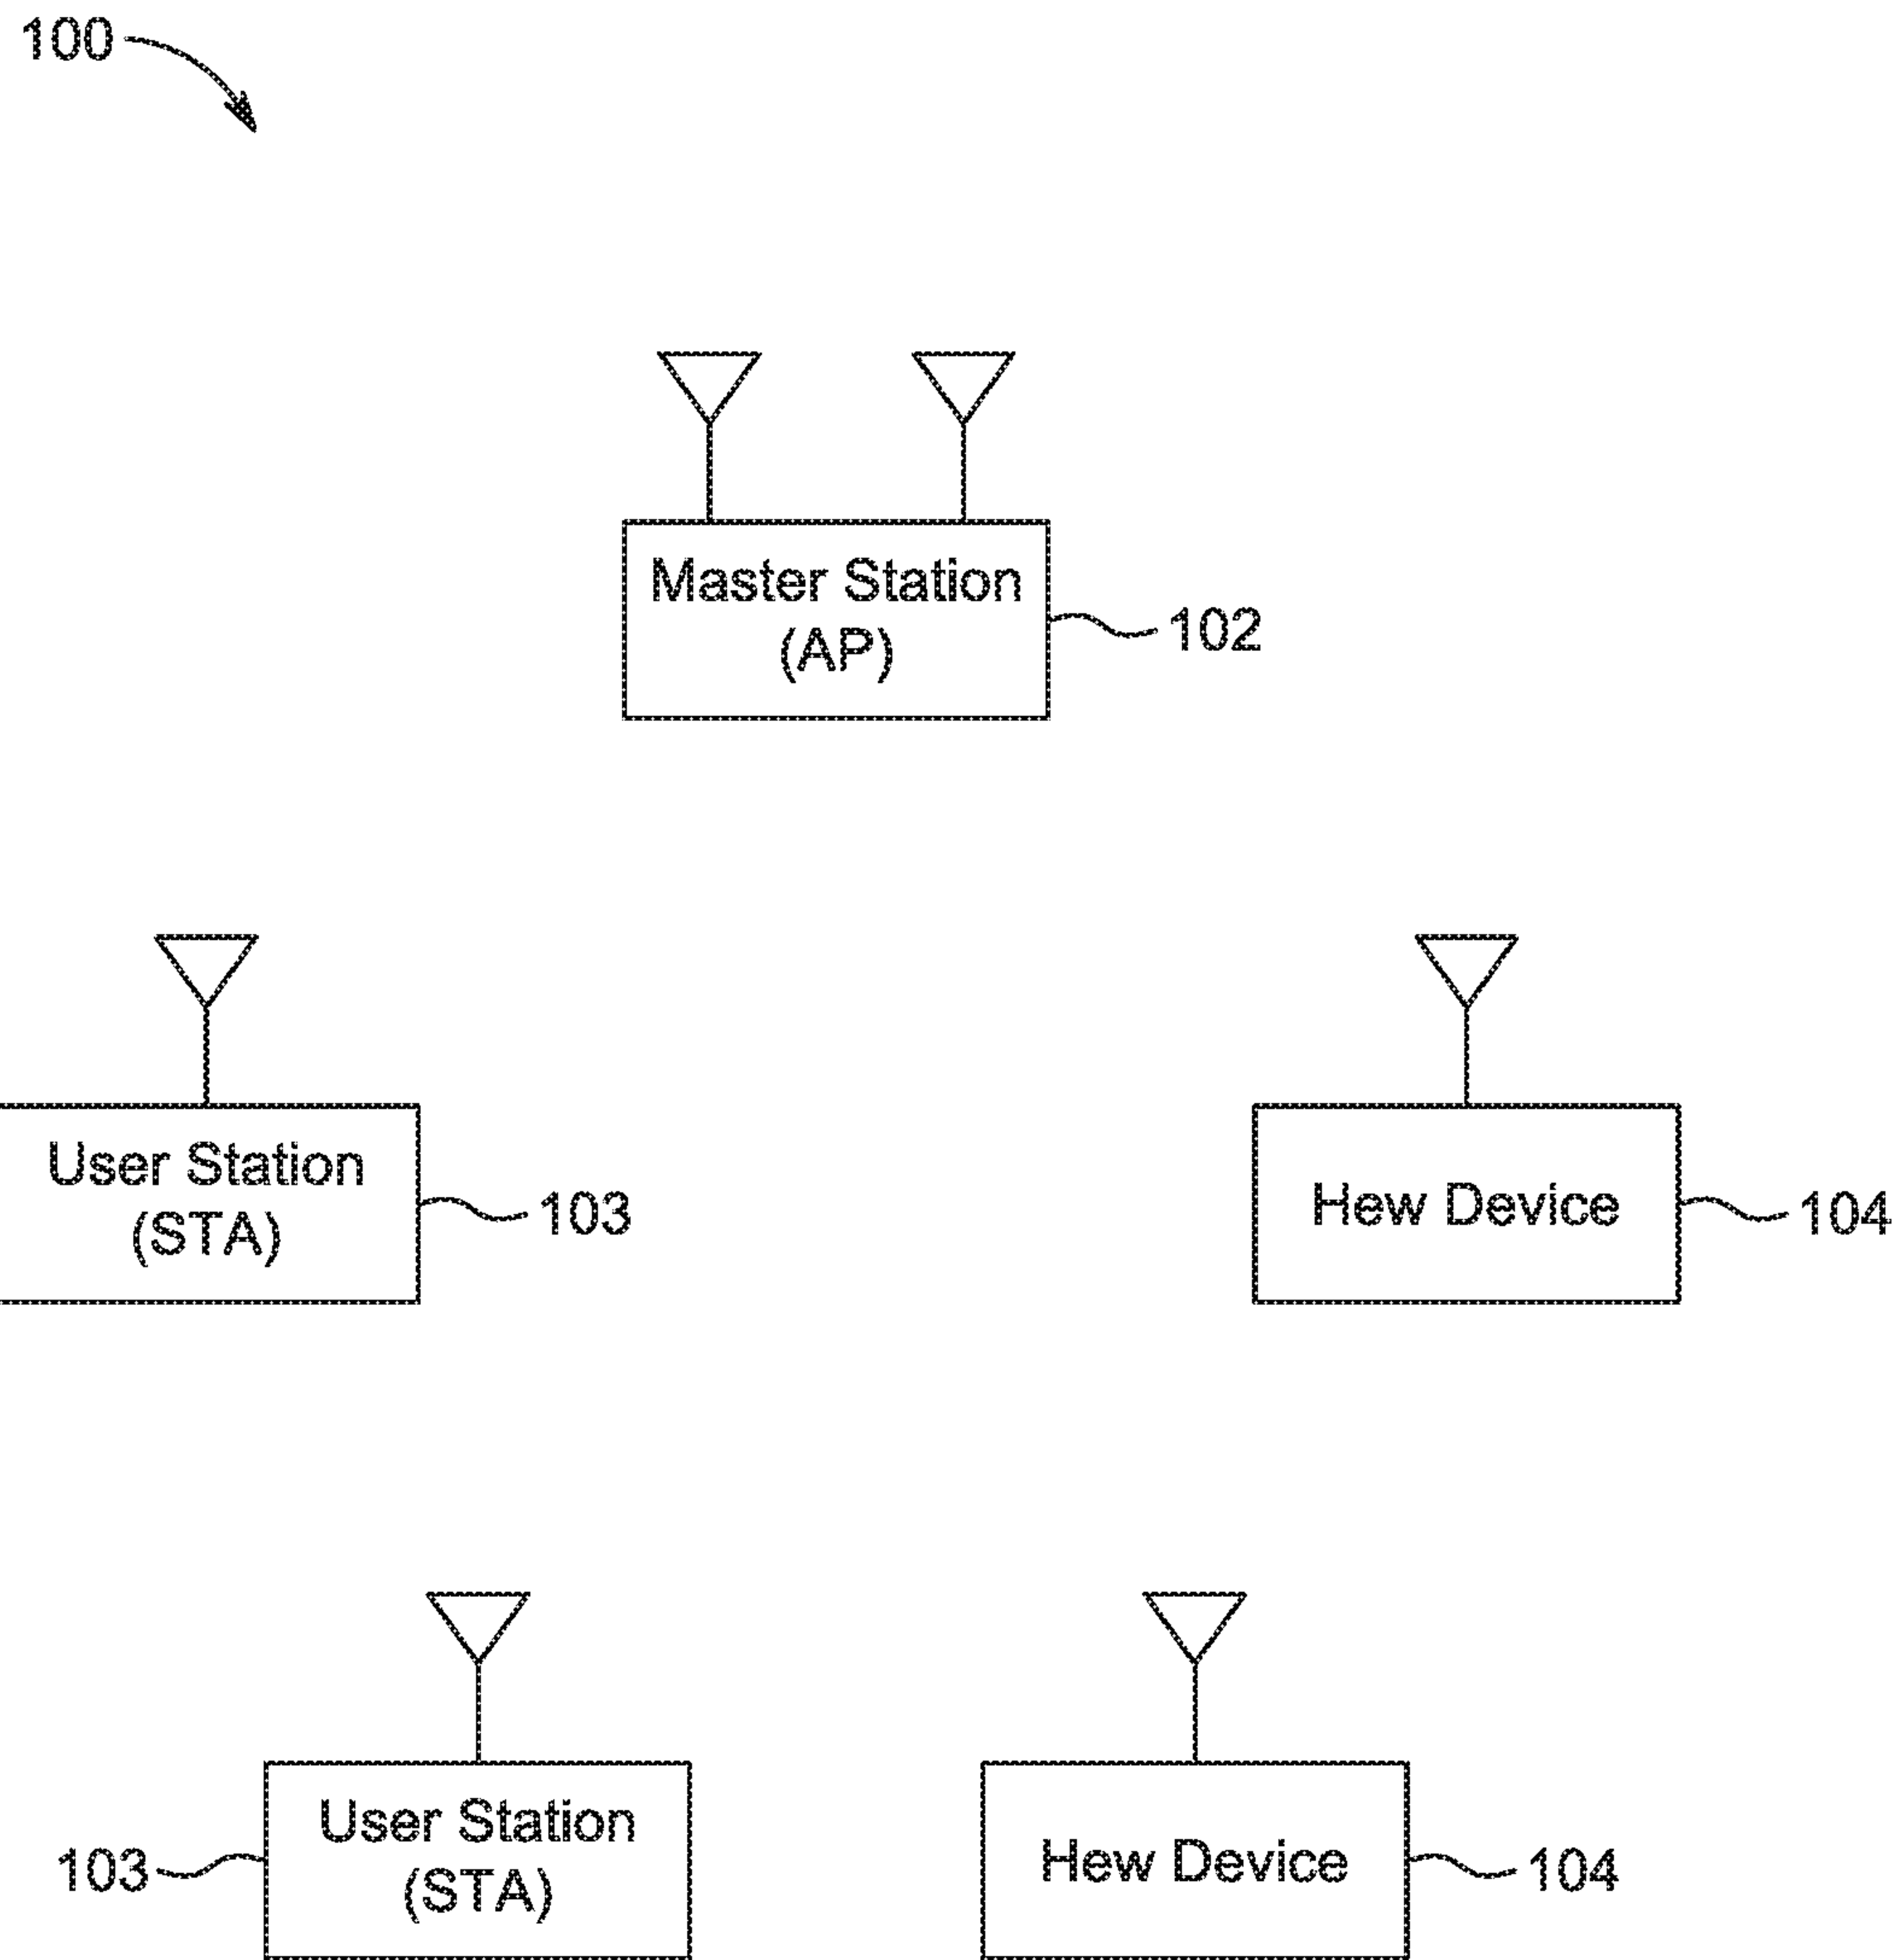 100
Master Station
(AP)
102
User Station
(STA)
103
Hew Device
104
103
User Station
(STA)
Hew Device
104